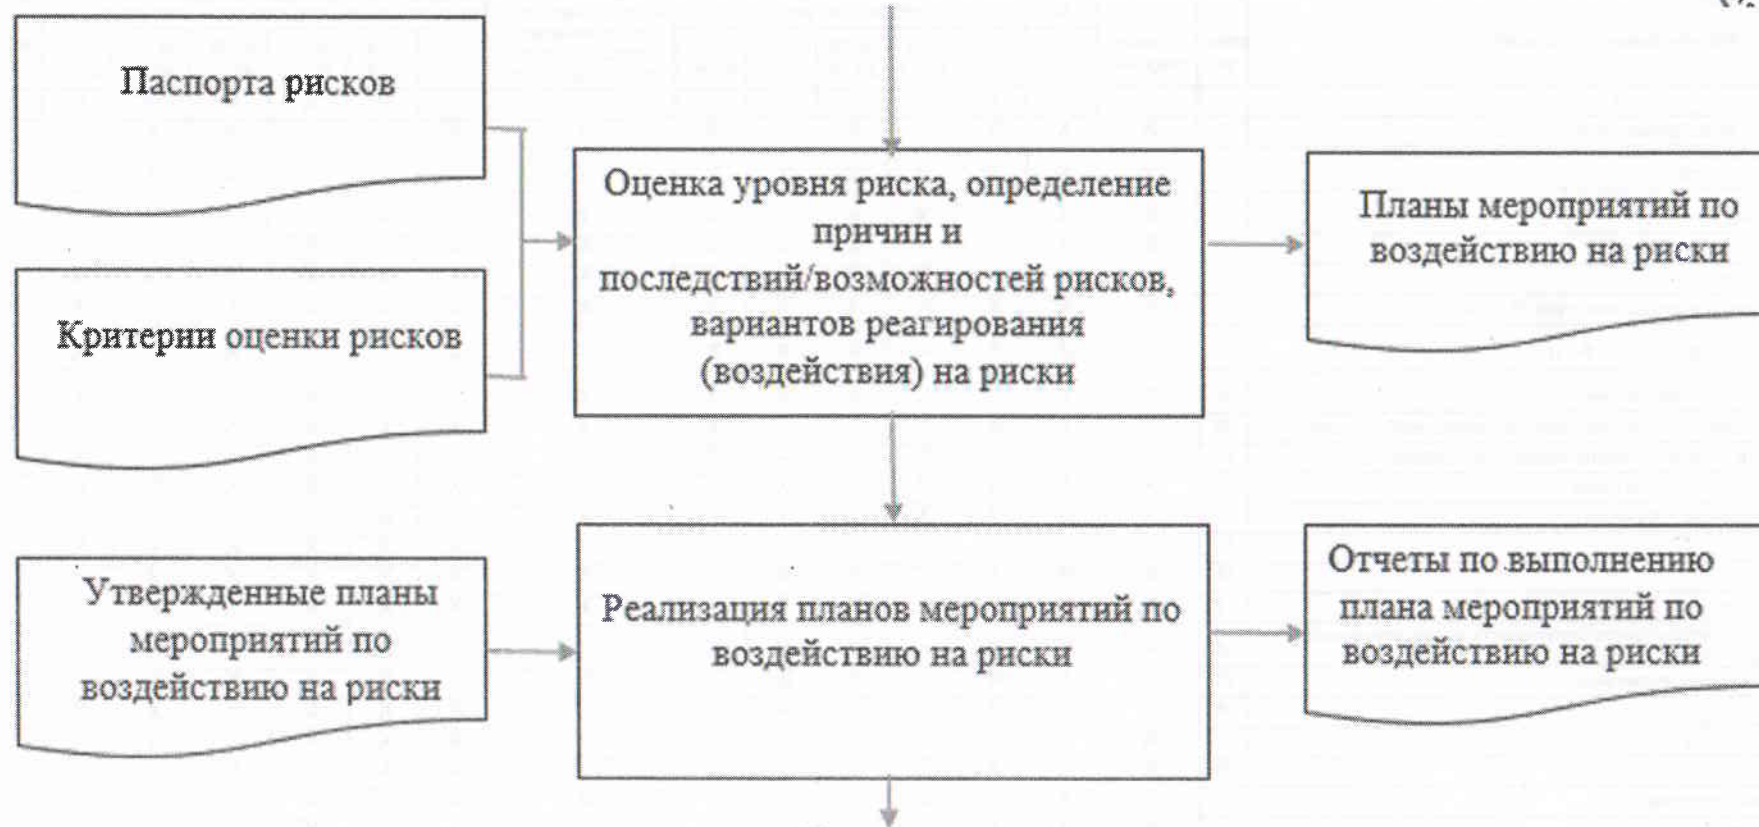 Паспорта рисков
Критерии оценки рисков
Оценка уровня риска, определение
причин и
последствий/возможностей рисков,
вариантов реагирования
(воздействия) на риски
Планы мероприятий по
воздействию на риски
Утвержденные планы
мероприятий по
воздействию на риски
Реализация планов мероприятий по
воздействию на риски
Отчеты по выполнению
плана мероприятий по
воздействию на риски